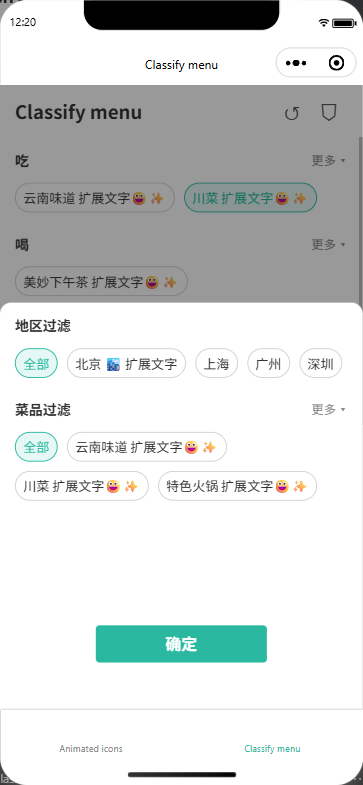 12:20
Classify menu
Classify menu
吃 更多
云南味道 扩展文字😀 ✨ 川菜 扩展文字😀 ✨
喝 更多
美妙下午茶 扩展文字😀 ✨
地区过滤
全部 北京 🏙 扩展文字 上海 广州 深圳
菜品过滤 更多
全部 云南味道 扩展文字😀 ✨
川菜 扩展文字😀 ✨ 特色火锅 扩展文字😀 ✨
确定
Animated icons Classify menu